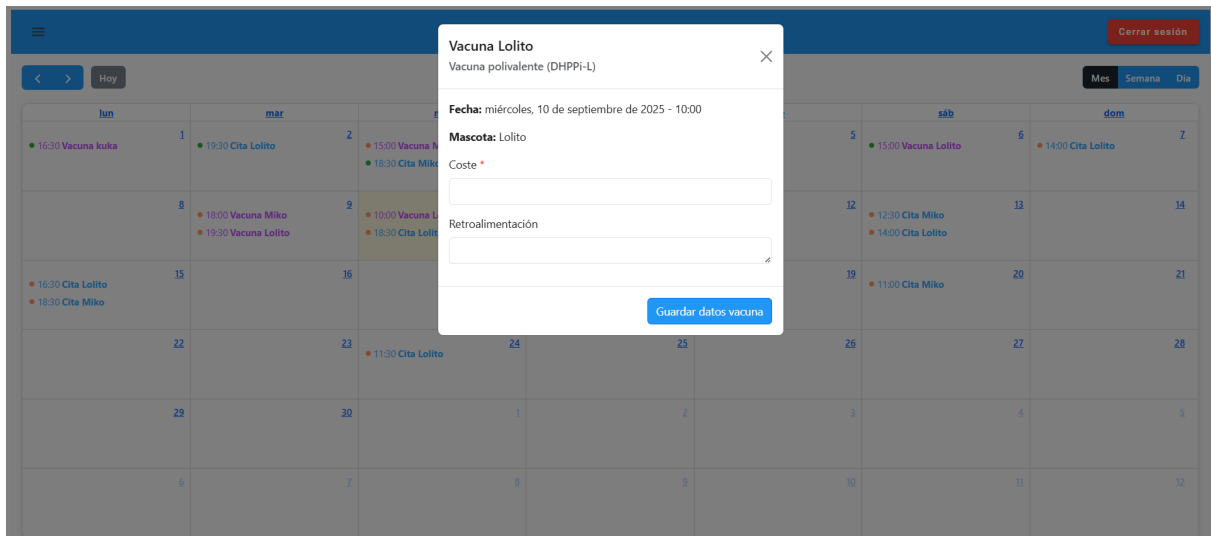 Cerrar sesión
Vacuna Lolito
Vacuna polivalente (DHPPi-L)
Hoy
Mes Semana Día
Fecha: miércoles, 10 de septiembre de 2025 - 10:00
Mascota: Lolito
Coste *
Retroalimentación
Guardar datos vacuna
lun mar sáb dom
1 2 5 6 7
16:30 Vacuna kuka 19:30 Cita Lolito 15:00 Vacuna 15:00 Vacuna Lolito 14:00 Cita Lolito
18:30 Cita
8 9 12 13 14
18:00 Vacuna Miko 10:00 Vacuna 12:30 Cita Miko
19:30 Vacuna Lolito 18:30 Cita 14:00 Cita Lolito
15 16 19 20 21
16:30 Cita Lolito 11:00 Cita Miko
18:30 Cita Miko
22 23 24 25 26 27 28
11:30 Cita Lolito
29 30 1 2 3 4 5
6 7 8 9 10 11 12